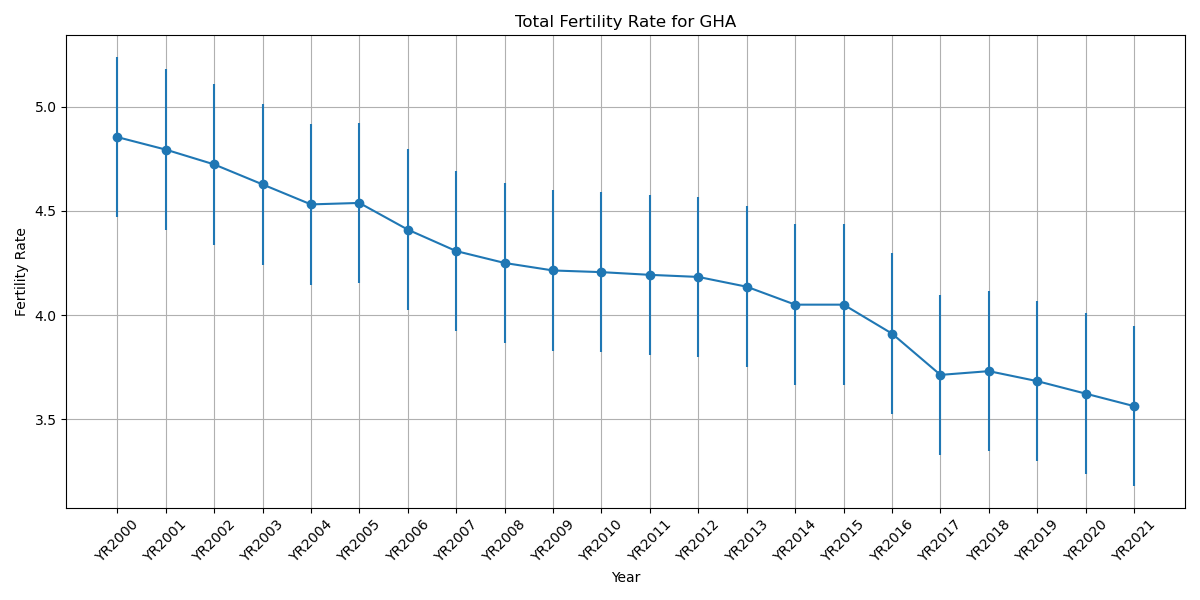 Total Fertility Rate for GHA
Fertility Rate
5.0
4.5
4.0
3.5
YR2000
YR2001
YR2002
YR2003
YR2004
YR2005
YR2006
YR2007
YR2008
YR2009
YR2010
YR2011
YR2012
YR2013
YR2014
YR2015
YR2016
YR2017
YR2018
YR2019
YR2020
YR2021
Year